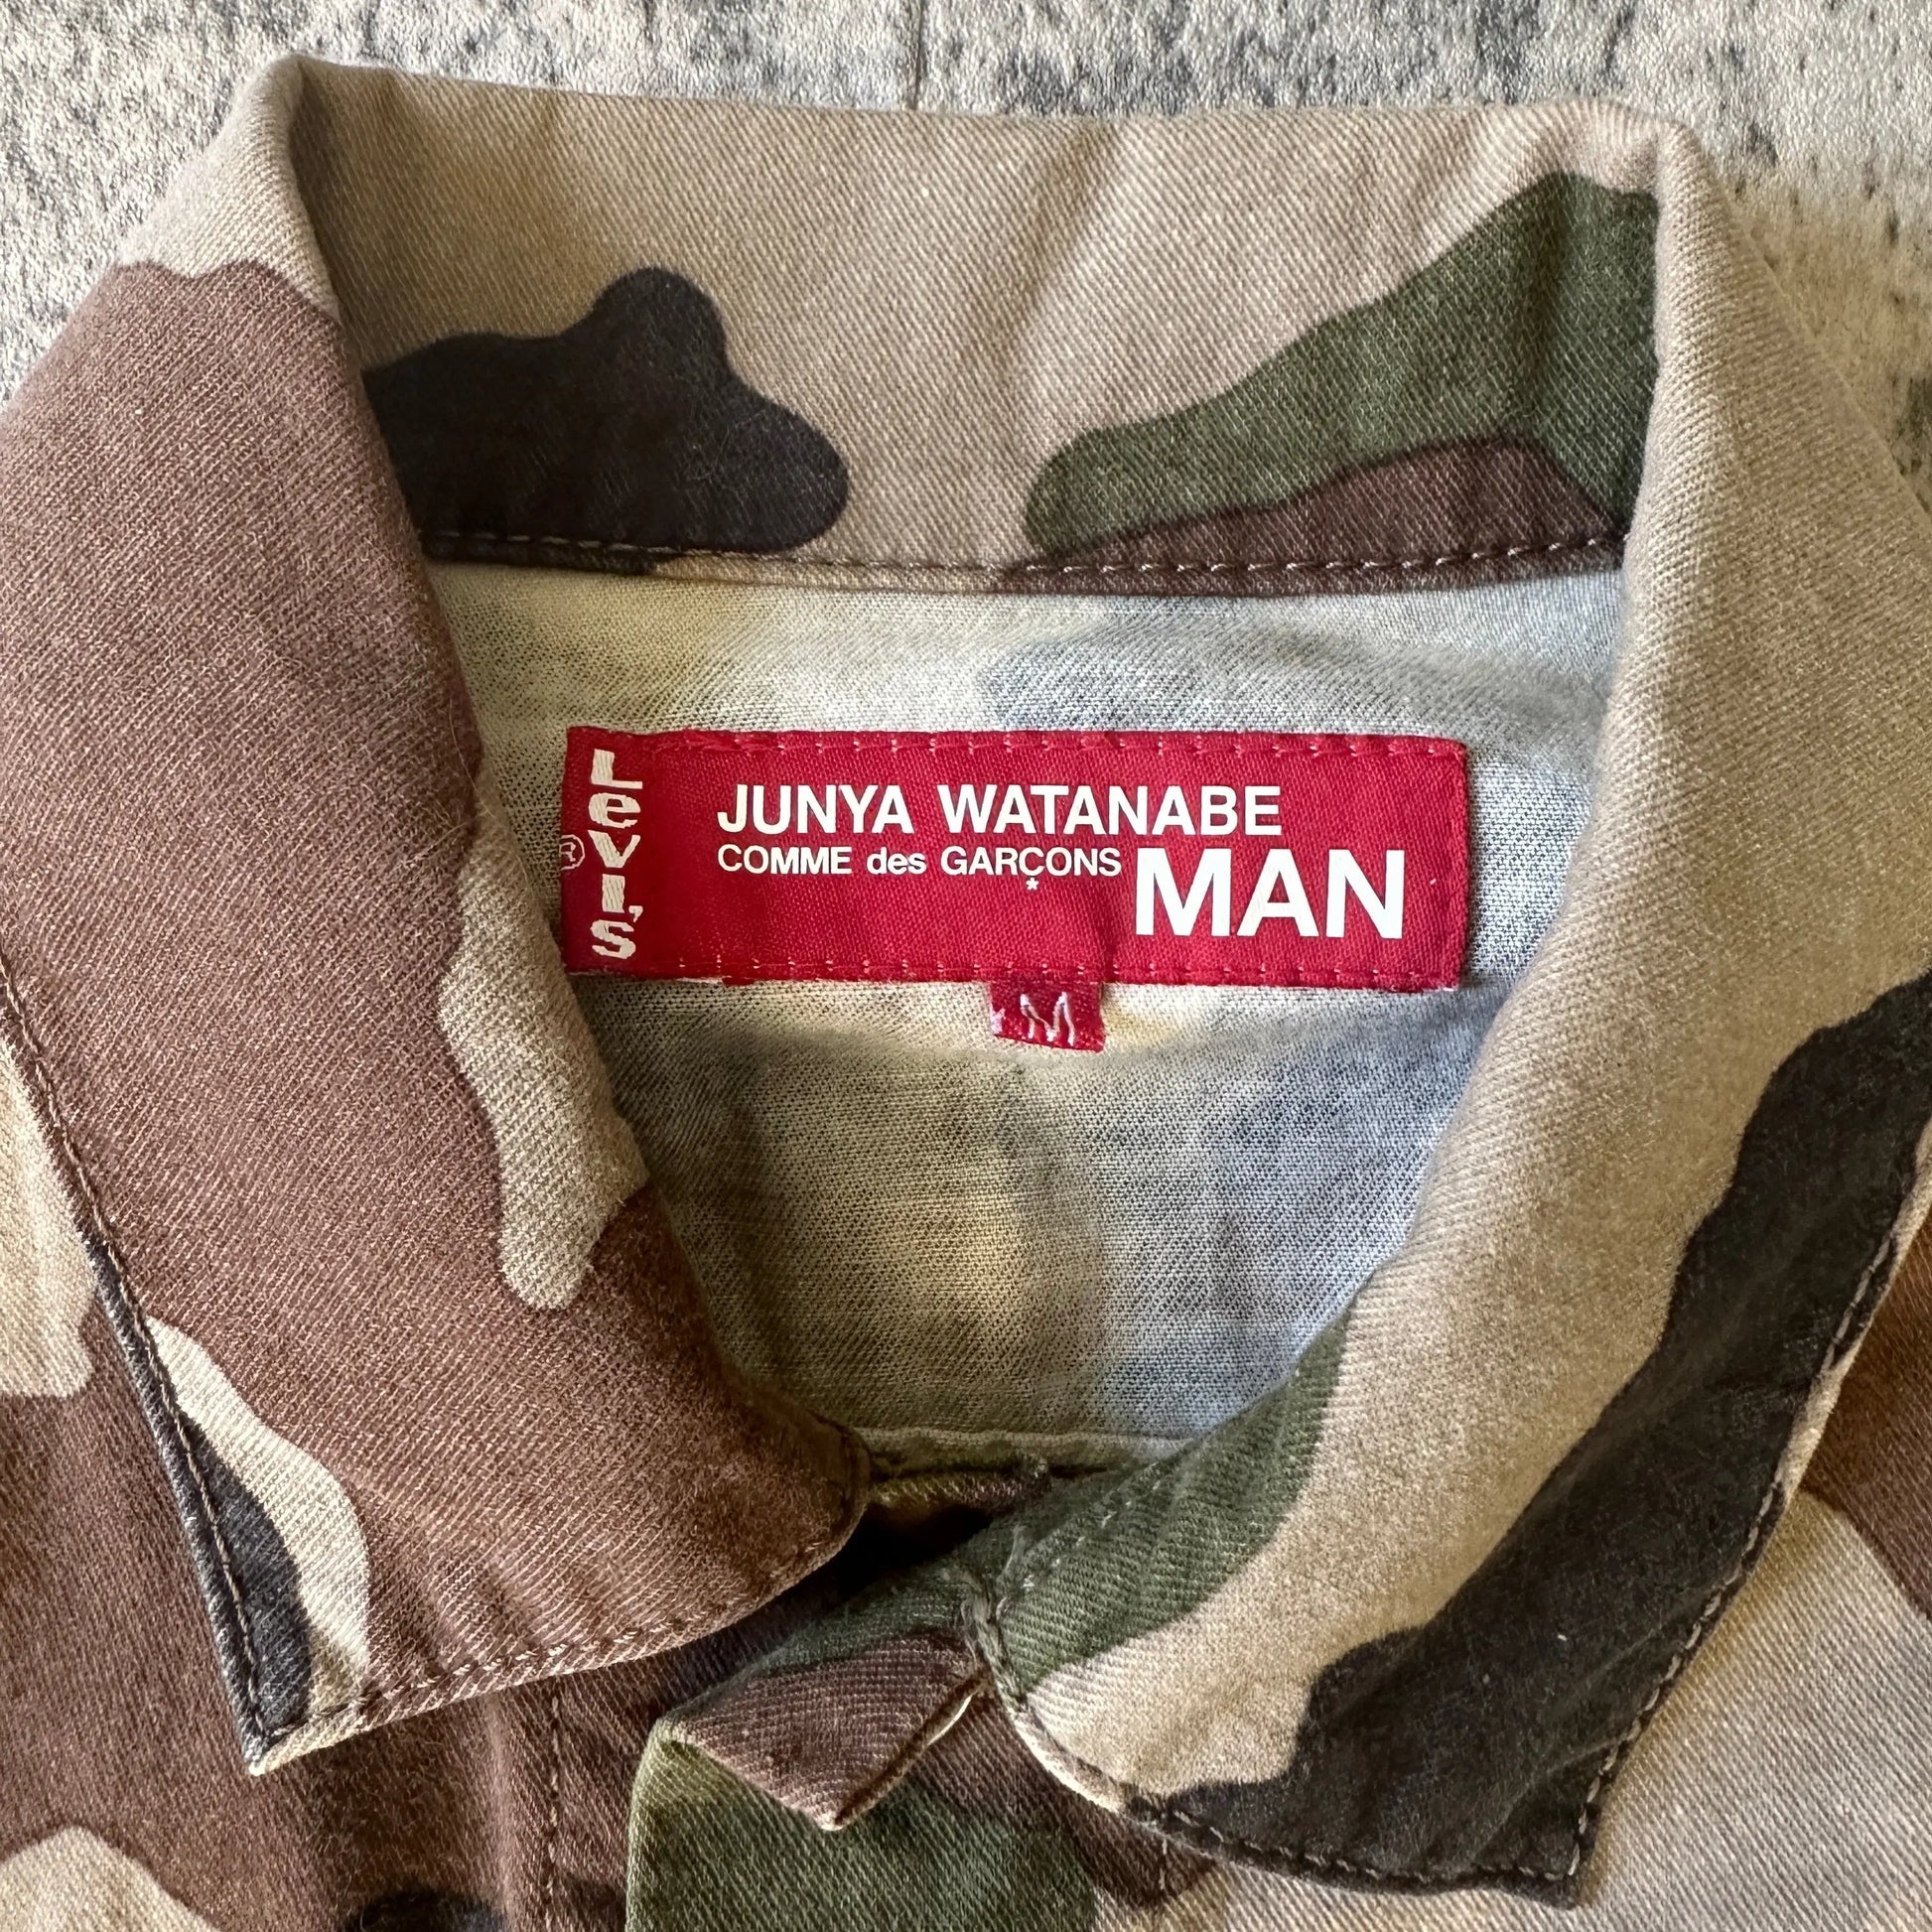 Levi's
®
JUNYA WATANABE
COMME des GARÇONS MAN
*
M